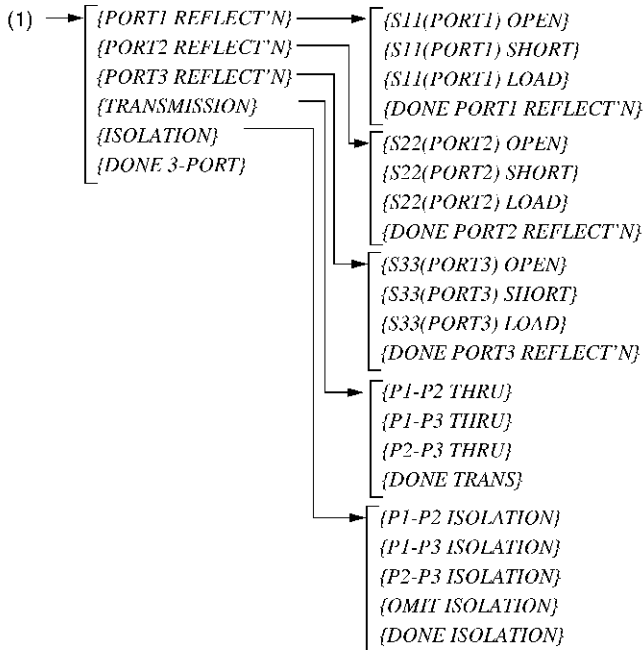 (1)
{PORT1 REFLECT'N}
{PORT2 REFLECT'N}
{PORT3 REFLECT'N}
{TRANSMISSION}
{ISOLATION}
{DONE 3-PORT}
{S11(PORT1) OPEN}
{S11(PORT1) SHORT}
{S11(PORT1) LOAD}
{DONE PORT1 REFLECT'N}
{S22(PORT2) OPEN}
{S22(PORT2) SHORT}
{S22(PORT2) LOAD}
{DONE PORT2 REFLECT'N}
{S33(PORT3) OPEN}
{S33(PORT3) SHORT}
{S33(PORT3) LOAD}
{DONE PORT3 REFLECT'N}
{P1-P2 THRU}
{P1-P3 THRU}
{P2-P3 THRU}
{DONE TRANS}
{P1-P2 ISOLATION}
{P1-P3 ISOLATION}
{P2-P3 ISOLATION}
{OMIT ISOLATION}
{DONE ISOLATION}